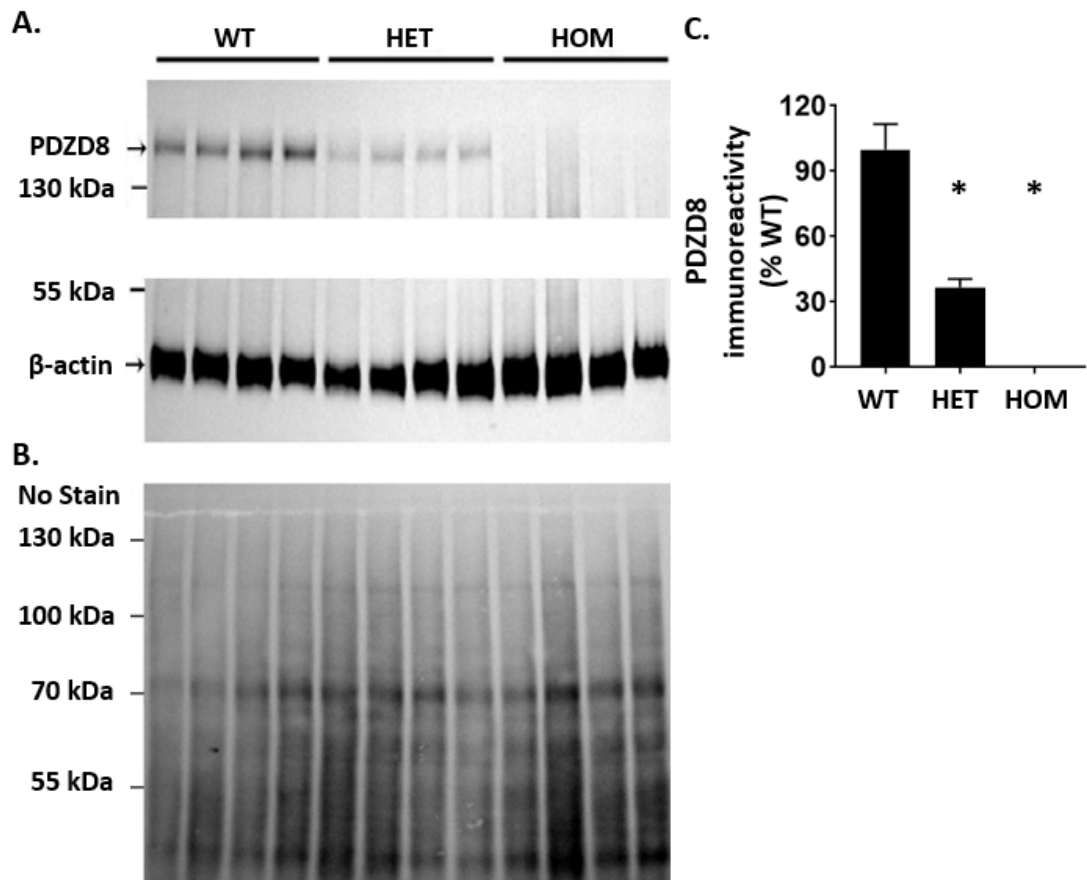 A.
WT HET HOM
PDZD8
130 kDa
55 kDa
β-actin
B.
No Stain
130 kDa
100 kDa
70 kDa
55 kDa
C.
PDZD8
immunoreactivity
(% WT)
120
90
60
30
0
* *
WT HET HOM